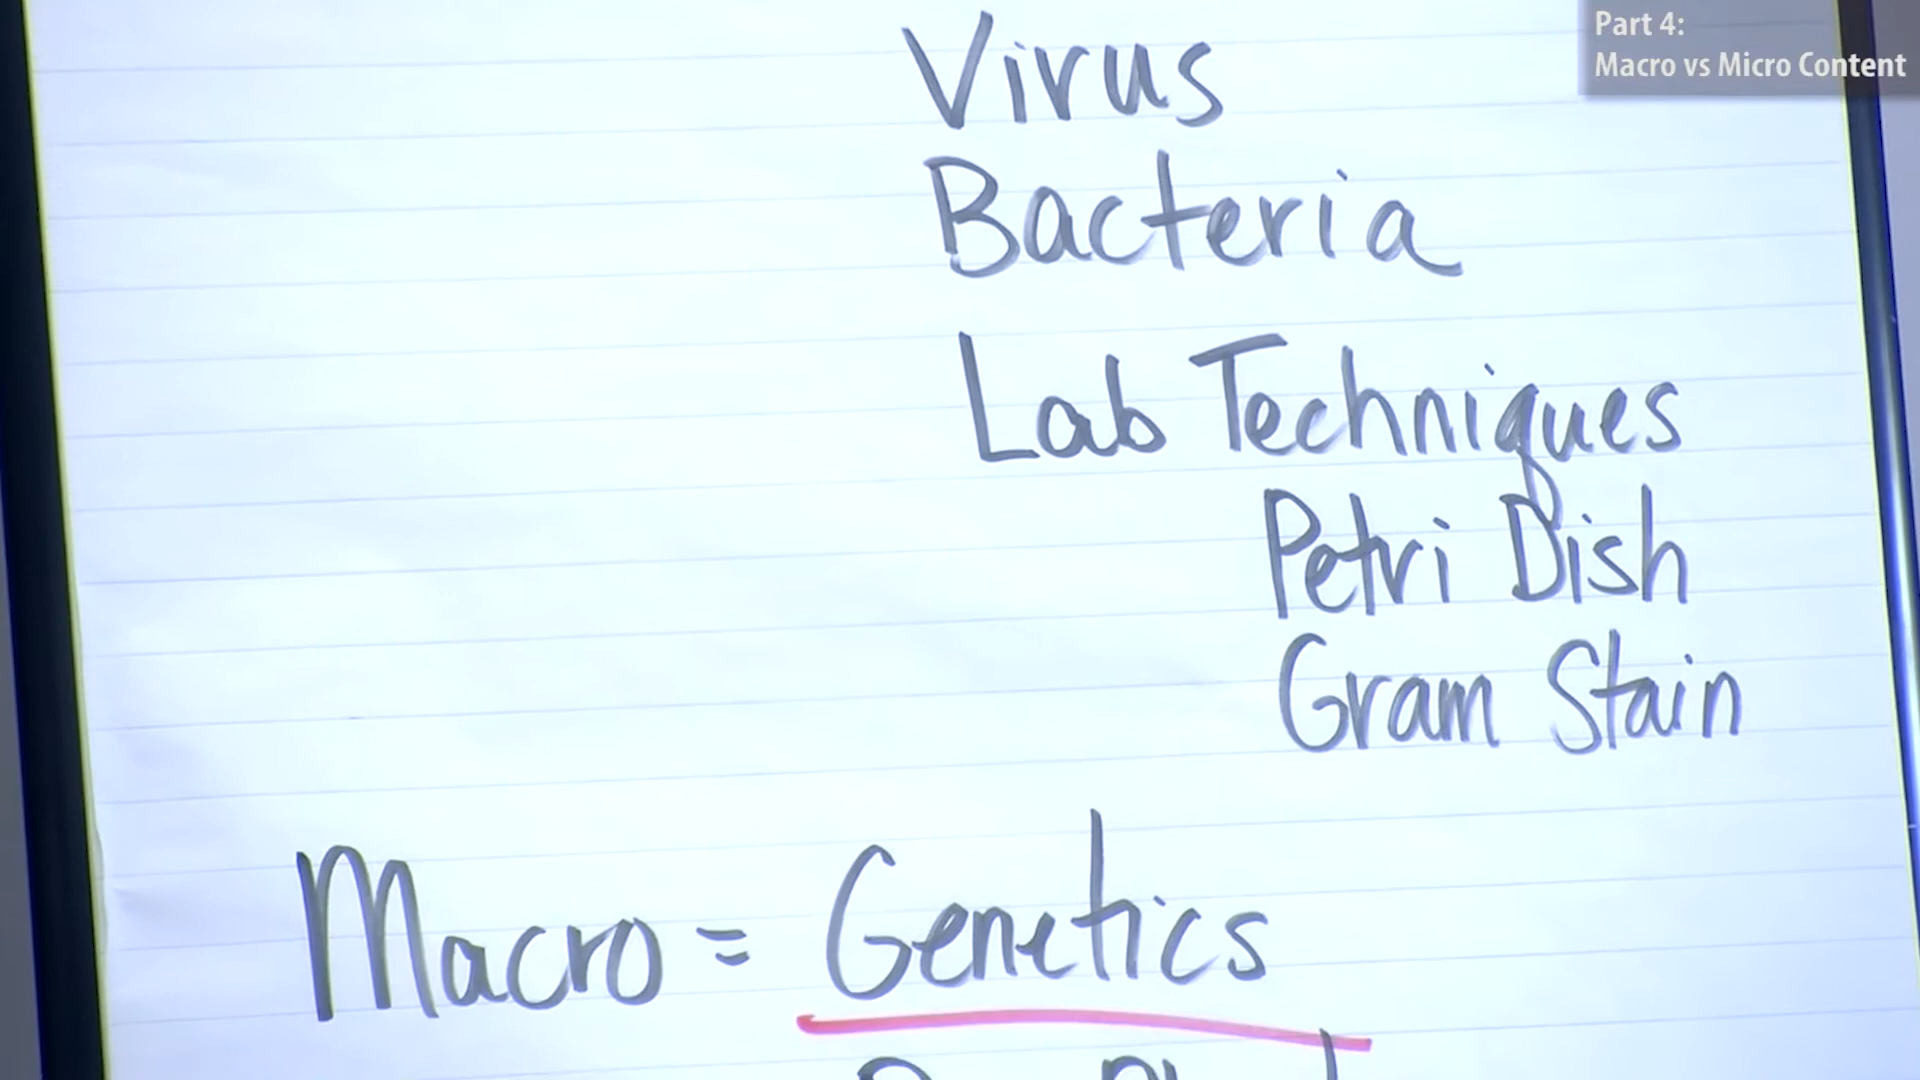 Part 4:
Macro vs Micro Content
Virus
Bacteria
Lab Techniques
Petri Dish
Gram Stain
Macro = Genetics